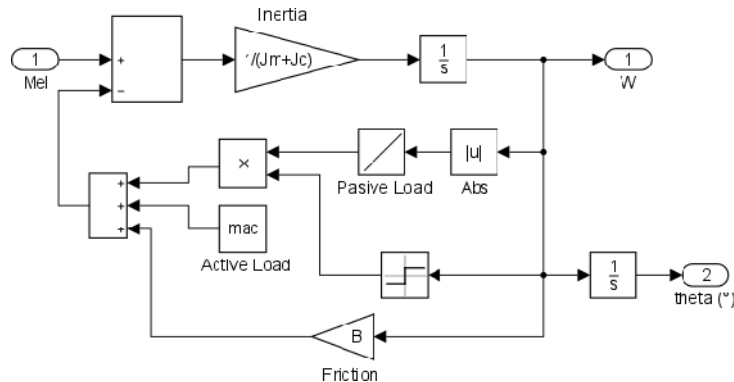 Inertia
1
Mel
+
−
1/(Jm+Jc)
1
s
1
W
×
Pasive Load
|u|
Abs
+
+
+
mac
Active Load
1
s
2
theta (º)
B
Friction